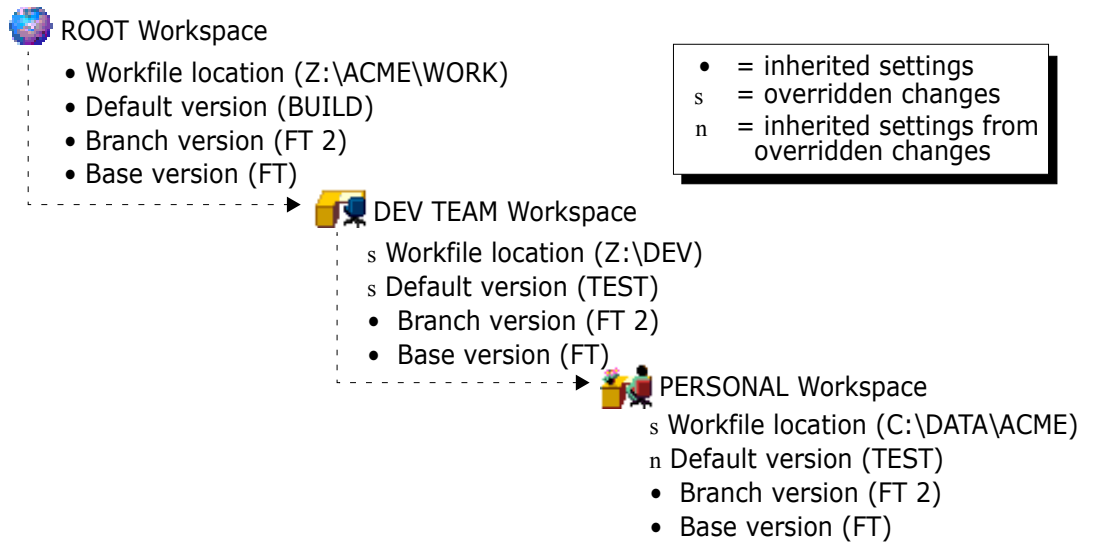 ROOT Workspace
• Workfile location (Z:\ACME\WORK)
• Default version (BUILD)
• Branch version (FT 2)
• Base version (FT)
• = inherited settings
s = overridden changes
n = inherited settings from
overridden changes
DEV TEAM Workspace
s Workfile location (Z:\DEV)
s Default version (TEST)
• Branch version (FT 2)
• Base version (FT)
PERSONAL Workspace
s Workfile location (C:\DATA\ACME)
n Default version (TEST)
• Branch version (FT 2)
• Base version (FT)